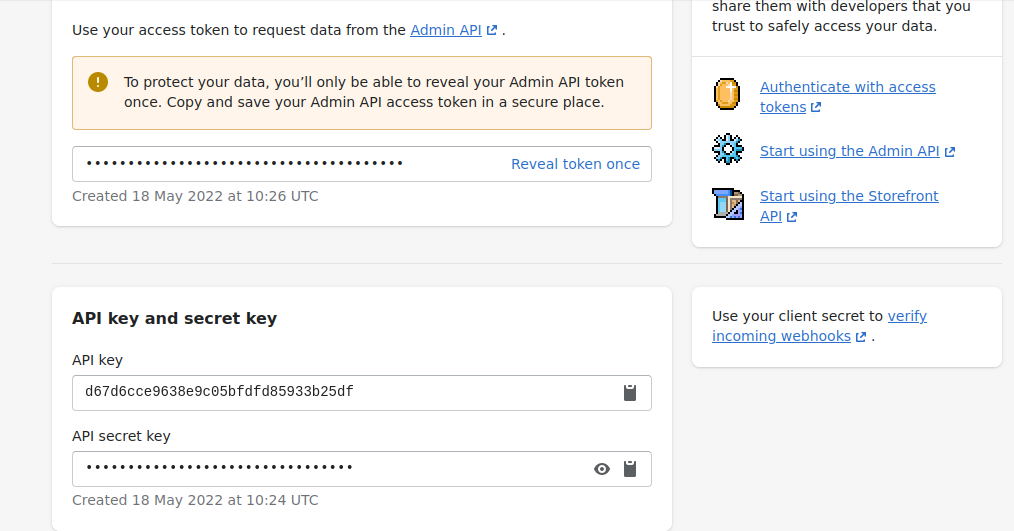 Use your access token to request data from the Admin API .
To protect your data, you’ll only be able to reveal your Admin API token
once. Copy and save your Admin API access token in a secure place.
•••••••••••••••••••••••••••••••••••••• Reveal token once
Created 18 May 2022 at 10:26 UTC
share them with developers that you
trust to safely access your data.
Authenticate with access
tokens
Start using the Admin API
Start using the Storefront
API
API key and secret key
API key
d67d6cce9638e9c05bfdfd85933b25df
API secret key
••••••••••••••••••••••••••••••••
Created 18 May 2022 at 10:24 UTC
Use your client secret to verify
incoming webhooks .